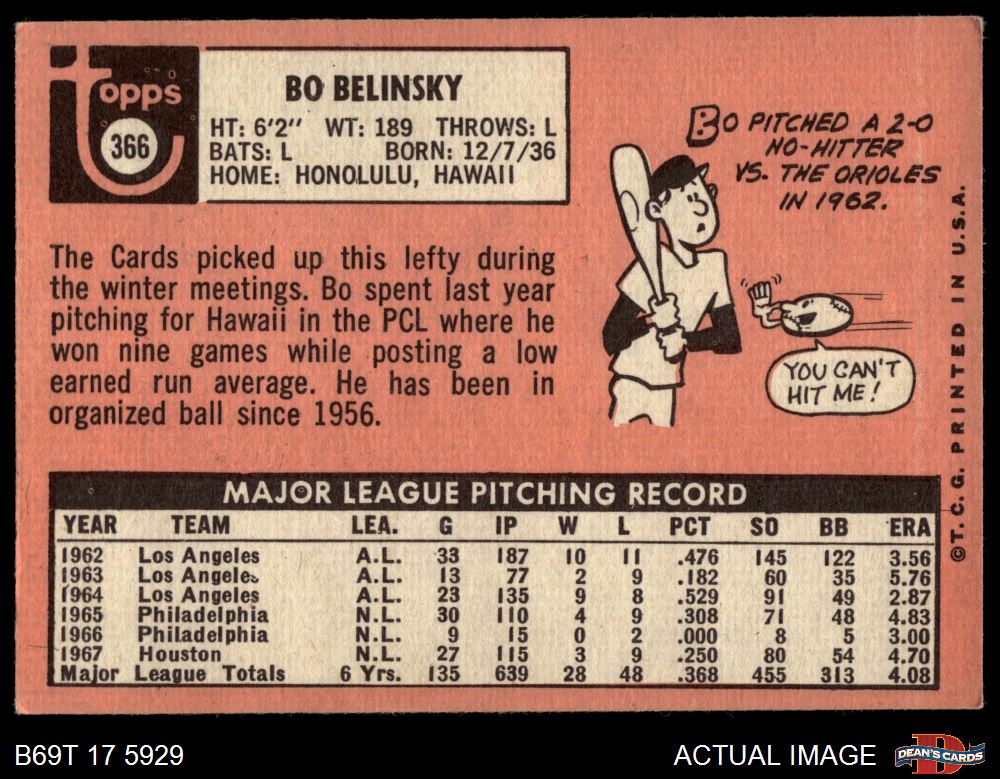 topps
366
BO BELINSKY
HT: 6'2" WT: 189 THROWS: L
BATS: L BORN: 12/7/36
HOME: HONOLULU, HAWAII
BO PITCHED A 2-0
NO-HITTER
VS. THE ORIOLES
IN 1962.
YOU CAN'T
HIT ME!
The Cards picked up this lefty during
the winter meetings. Bo spent last year
pitching for Hawaii in the PCL where he
won nine games while posting a low
earned run average. He has been in
organized ball since 1956.
MAJOR LEAGUE PITCHING RECORD
YEAR TEAM LEA. G IP W L PCT SO BB ERA
1962 Los Angeles A.L. 33 187 10 11 .476 145 122 3.56
1963 Los Angeles A.L. 13 77 2 9 .182 60 35 5.76
1964 Los Angeles A.L. 23 135 9 8 .529 91 49 2.87
1965 Philadelphia N.L. 30 110 4 9 .308 71 48 4.83
1966 Philadelphia N.L. 9 15 0 2 .000 8 5 3.00
1967 Houston N.L. 27 115 3 9 .250 80 54 4.70
Major League Totals 6 Yrs. 135 639 28 48 .368 455 313 4.08
©T. C. G. PRINTED IN U.S.A.
B69T 17 5929
ACTUAL IMAGE
DEAN'S CARDS